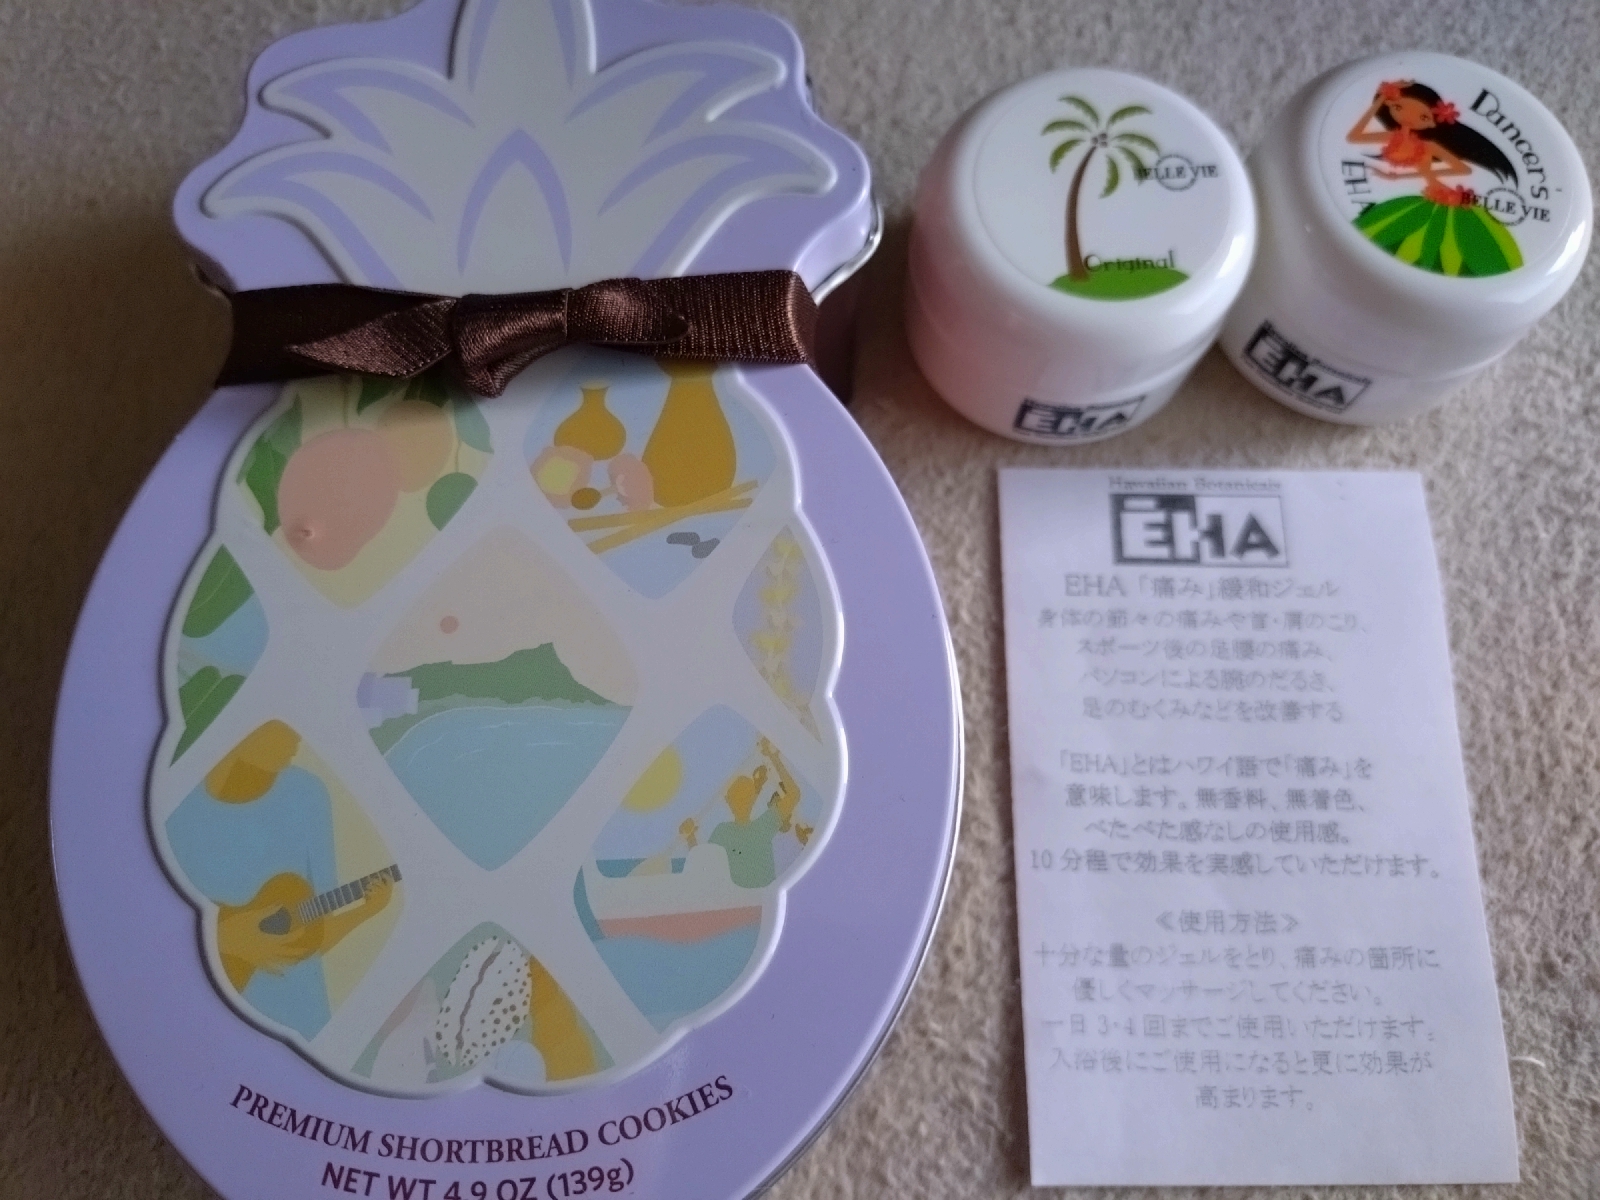 PREMIUM SHORTBREAD COOKIES
NET WT 4.9 OZ (139g)
BELLE VIE
Original
EHA
Dancer's
EHA
BELLE VIE
EHA
Hawaiian Botanicals
ĒHA
EHA「痛み」緩和ジェル
身体の節々の痛みや首・肩のこり、
スポーツ後の足腰の痛み、
パソコンによる腕のだるさ、
足のむくみなどを改善する
「EHA」とはハワイ語で「痛み」を
意味します。無香料、無着色、
べたべた感なしの使用感。
10分程で効果を実感していただけます。
≪使用方法≫
十分な量のジェルをとり、痛みの箇所に
優しくマッサージしてください。
一日3・4回までご使用いただけます。
入浴後にご使用になると更に効果が
高まります。